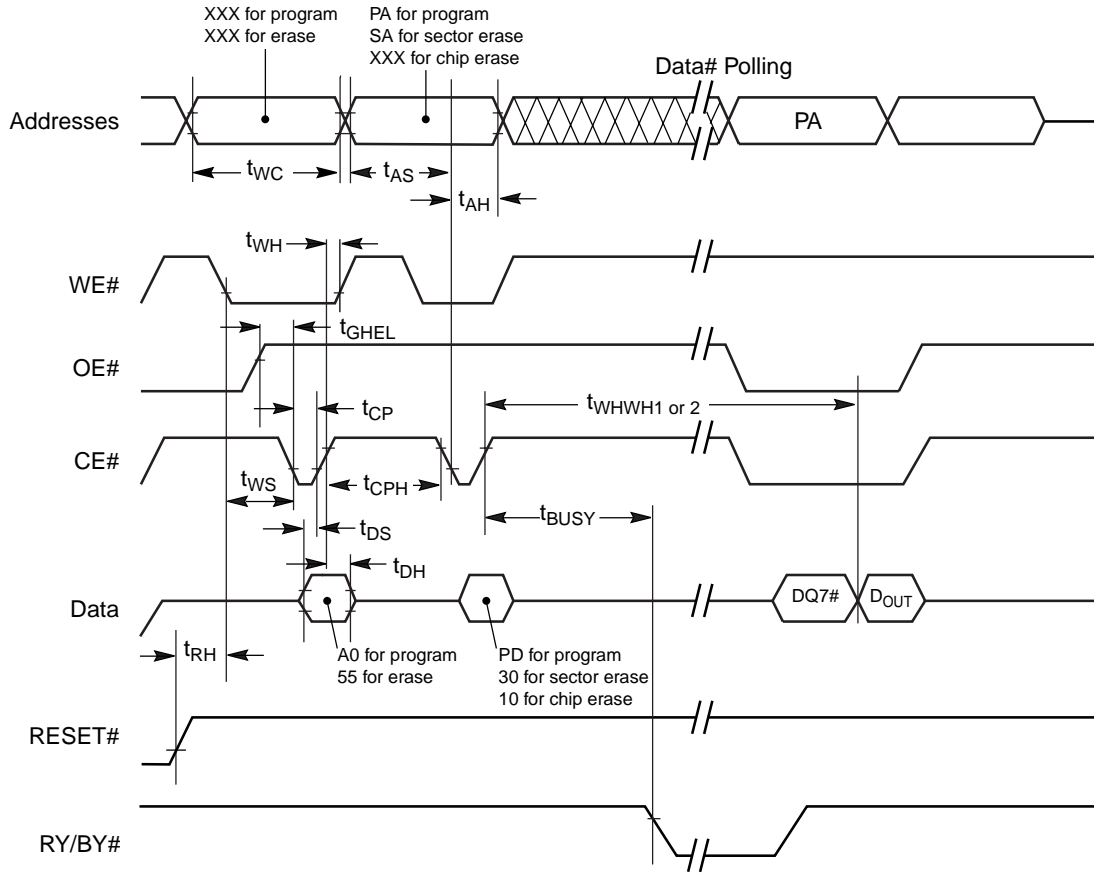 XXX for program
XXX for erase
PA for program
SA for sector erase
XXX for chip erase
Data# Polling
Addresses
PA
tWC
tAS
tAH
tWH
WE#
tGHEL
OE#
tWHWH1 or 2
tCP
CE#
tWS
tCPH
tBUSY
tDS
tDH
Data
DQ7#
DOUT
tRH
A0 for program
55 for erase
PD for program
30 for sector erase
10 for chip erase
RESET#
RY/BY#